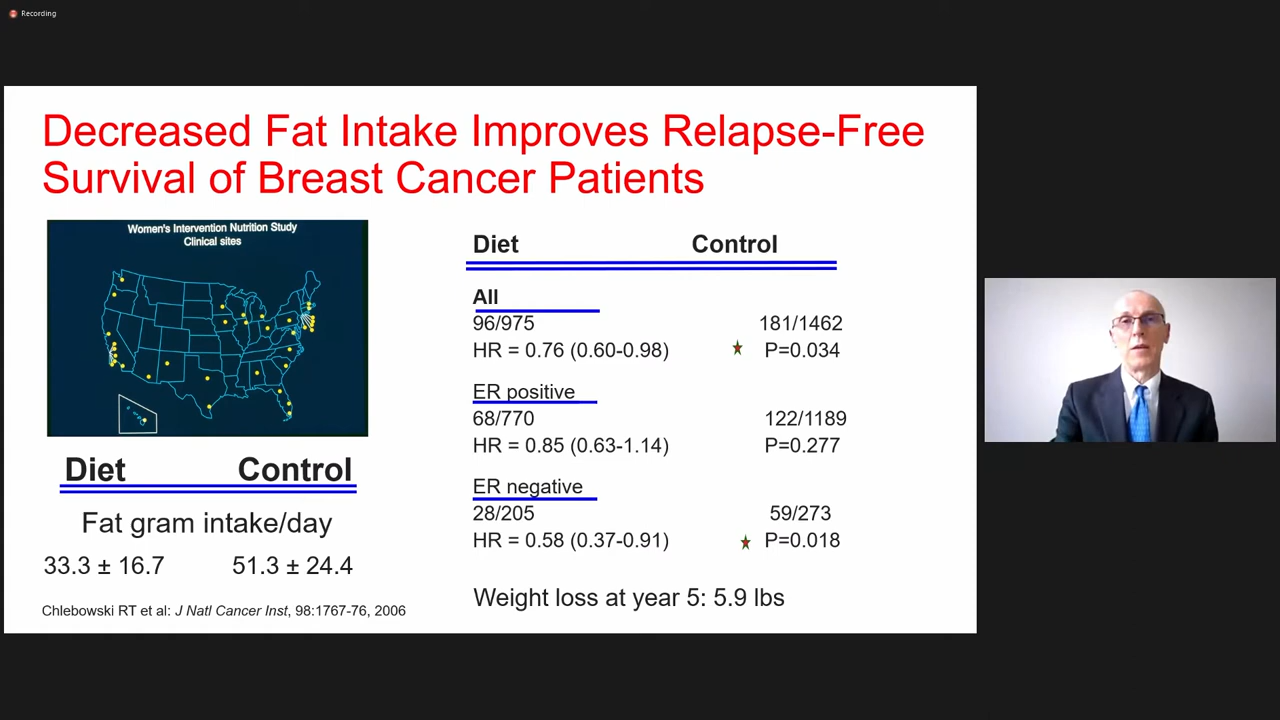 Recording
Decreased Fat Intake Improves Relapse-Free
Survival of Breast Cancer Patients
Women's Intervention Nutrition Study
Clinical sites
Diet Control
Fat gram intake/day
33.3 ± 16.7 51.3 ± 24.4
Chlebowski RT et al: J Natl Cancer Inst, 98:1767-76, 2006
Diet Control
All
96/975 181/1462
HR = 0.76 (0.60-0.98) P=0.034
ER positive
68/770 122/1189
HR = 0.85 (0.63-1.14) P=0.277
ER negative
28/205 59/273
HR = 0.58 (0.37-0.91) P=0.018
Weight loss at year 5: 5.9 lbs